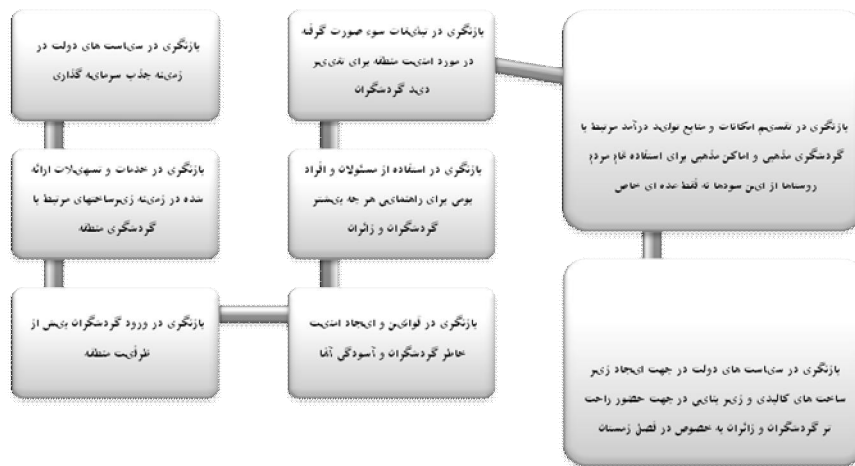 بازنگری در سیاست های دولت در
زمینه جذب سرمایه گذاری
بازنگری در خدمات و تسهیلات ارائه
شده در زمینه زیرساختهای مرتبط با
گردشگری منطقه
بازنگری در ورود گردشگران بیش از
ظرفیت منطقه
بازنگری در قوانین و ایجاد امنیت
خاطر گردشگران و آسودگی آنها
بازنگری در استفاده از مسئولان و افراد
بومی برای راهنمایی هر چه بیشتر
گردشگران و زائران
بازنگری در تبلیغات سوء صورت گرفته
در مورد امنیت منطقه برای تغییر
دید گردشگران
بازنگری در تقسیم امکانات و منابع تولید درآمد مرتبط با
گردشگری مذهبی و اماکن مذهبی برای استفاده تمام مردم
روستاها از این سودها نه فقط عده ای خاص
بازنگری در سیاست های دولت در جهت ایجاد زیر
ساخت های کالبدی و زیر بنایی در جهت حضور راحت
تر گردشگران و زائران به خصوص در فصل زمستان